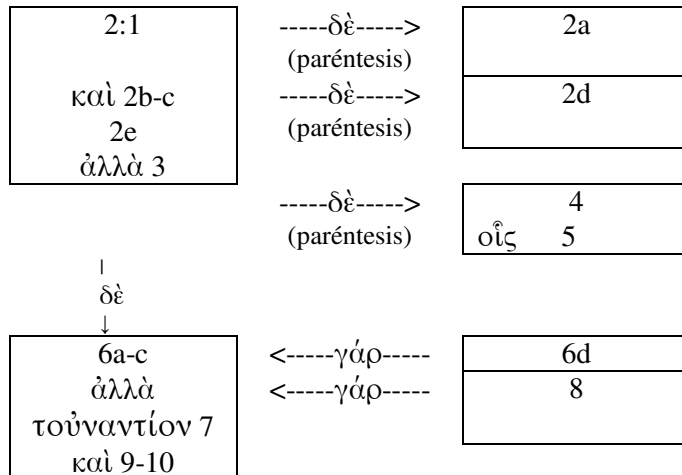 2:1 -----δὲ-----> 2a
(paréntesis)
καὶ 2b-c -----δὲ-----> 2d
2e (paréntesis)
ἀλλὰ 3
-----δὲ-----> 4
(paréntesis) οἷς 5
δὲ
↓
6a-c <-----γάρ----- 6d
ἀλλὰ <-----γάρ----- 8
τοὐναντίον 7
καὶ 9-10